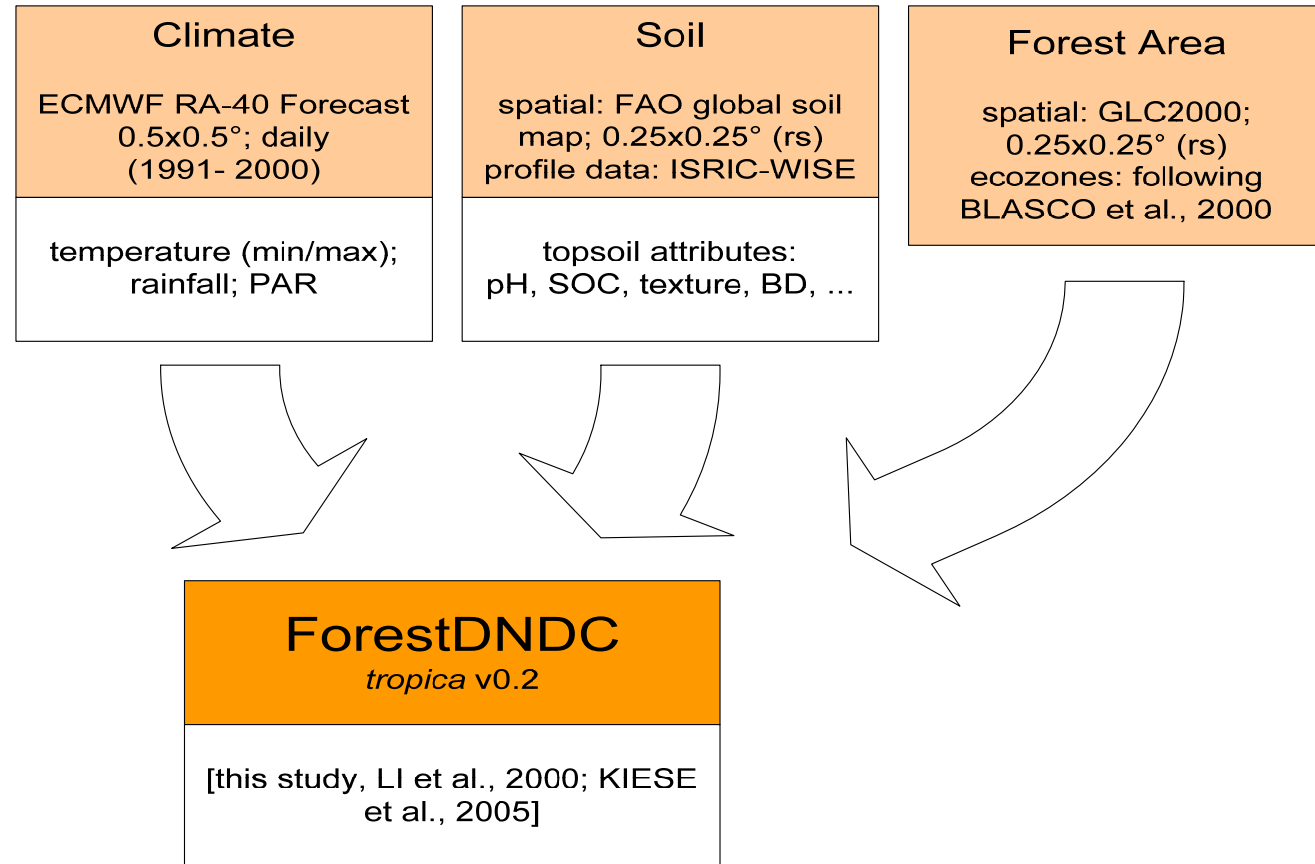 Climate
ECMWF RA-40 Forecast
0.5x0.5°; daily
(1991- 2000)
temperature (min/max);
rainfall; PAR
Soil
spatial: FAO global soil
map; 0.25x0.25° (rs)
profile data: ISRIC-WISE
topsoil attributes:
pH, SOC, texture, BD, ...
Forest Area
spatial: GLC2000;
0.25x0.25° (rs)
ecozones: following
BLASCO et al., 2000
ForestDNDC
tropica v0.2
[this study, LI et al., 2000; KIESE
et al., 2005]